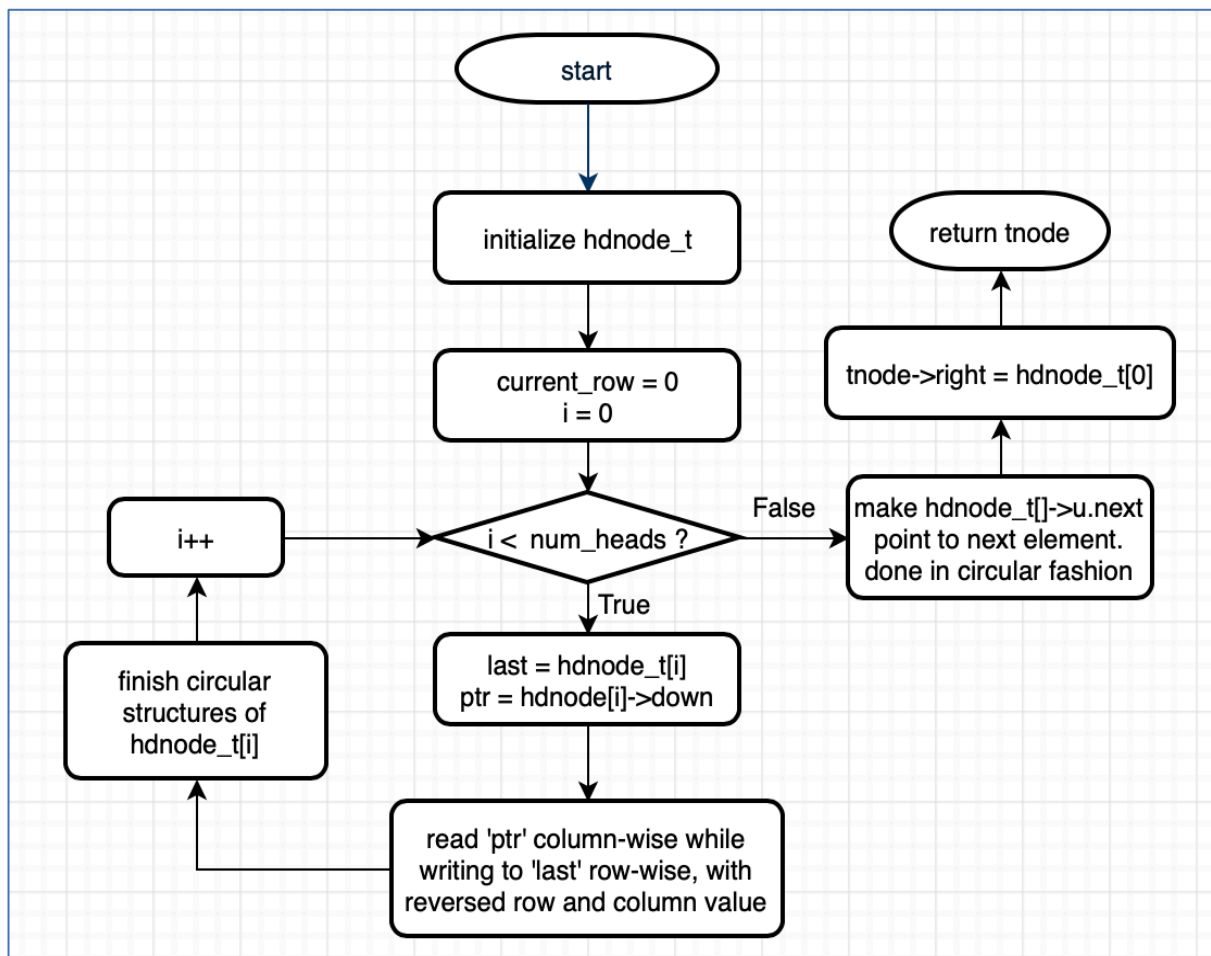 start
initialize hdnode_t
current_row = 0
i = 0
i < num_heads ?
True
last = hdnode_t[i]
ptr = hdnode[i]->down
read 'ptr' column-wise while
writing to 'last' row-wise, with
reversed row and column value
finish circular
structures of
hdnode_t[i]
i++
False
make hdnode_t[]->u.next
point to next element.
done in circular fashion
tnode->right = hdnode_t[0]
return tnode